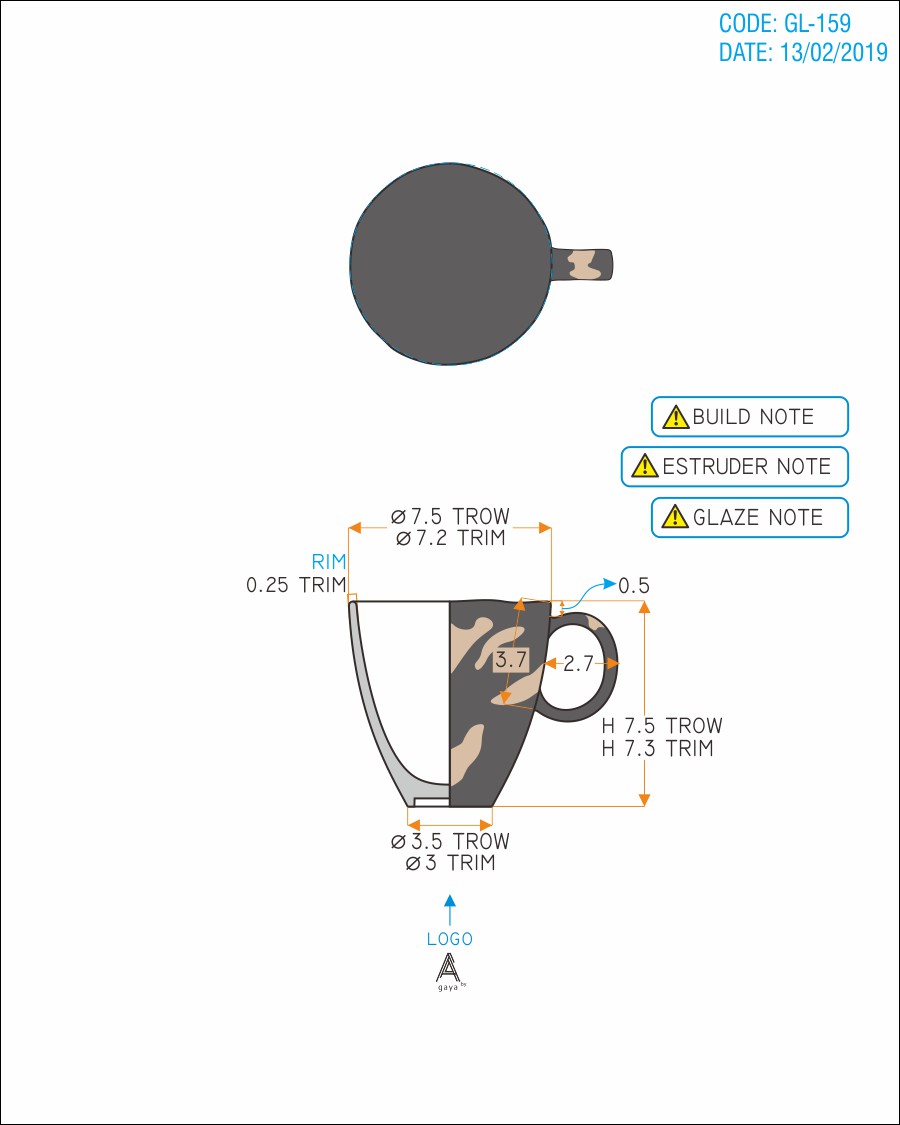 CODE: GL-159
DATE: 13/02/2019
BUILD NOTE
ESTRUDER NOTE
GLAZE NOTE
⌀ 7.5 TROW
⌀ 7.2 TRIM
RIM
0.25 TRIM
0.5
3.7
2.7
H 7.5 TROW
H 7.3 TRIM
⌀ 3.5 TROW
⌀ 3 TRIM
LOGO
A
gaya by